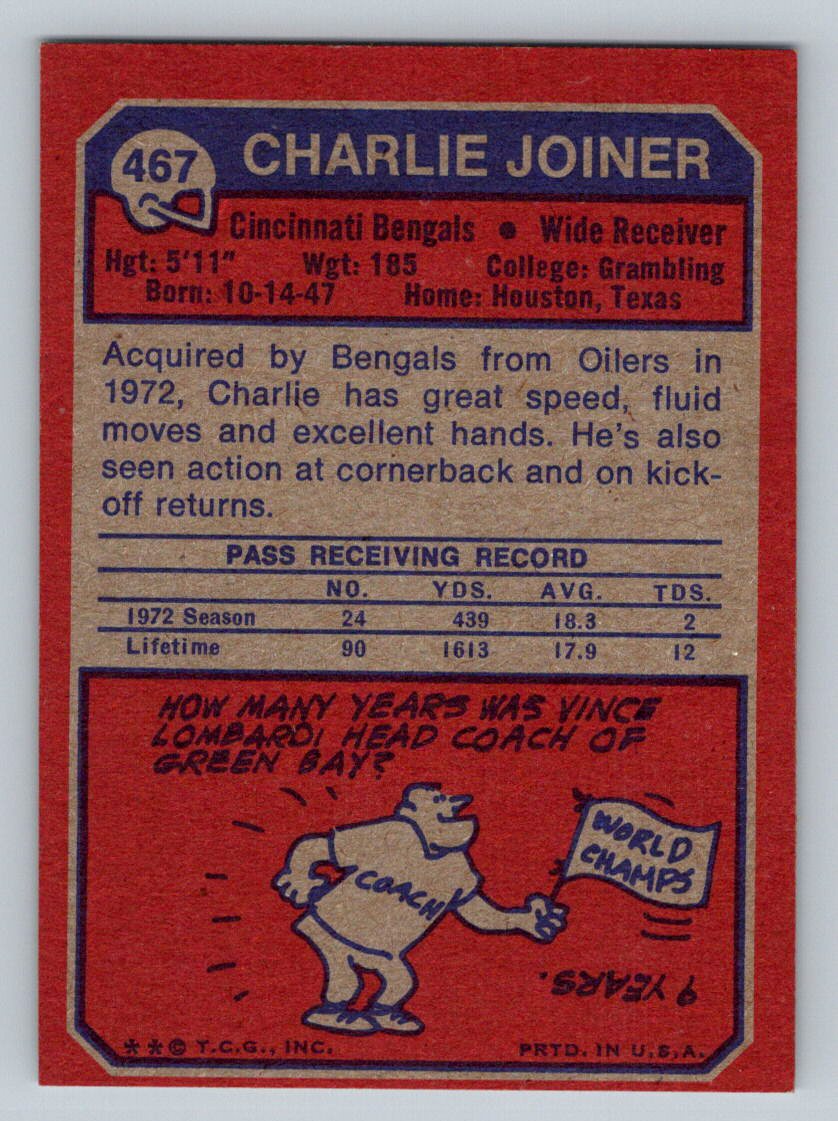 467 CHARLIE JOINER
Cincinnati Bengals • Wide Receiver
Hgt: 5'11" Wgt: 185 College: Grambling
Born: 10-14-47 Home: Houston, Texas
Acquired by Bengals from Oilers in
1972, Charlie has great speed, fluid
moves and excellent hands. He's also
seen action at cornerback and on kick-
off returns.
PASS RECEIVING RECORD
NO. YDS. AVG. TDS.
1972 Season 24 439 18.3 2
Lifetime 90 1613 17.9 12
HOW MANY YEARS WAS VINCE
LOMBARDI HEAD COACH OF
GREEN BAY?
WORLD
CHAMPS
COACH
9 YEARS.
**© T.C.G., INC. PRTD. IN U.S.A.